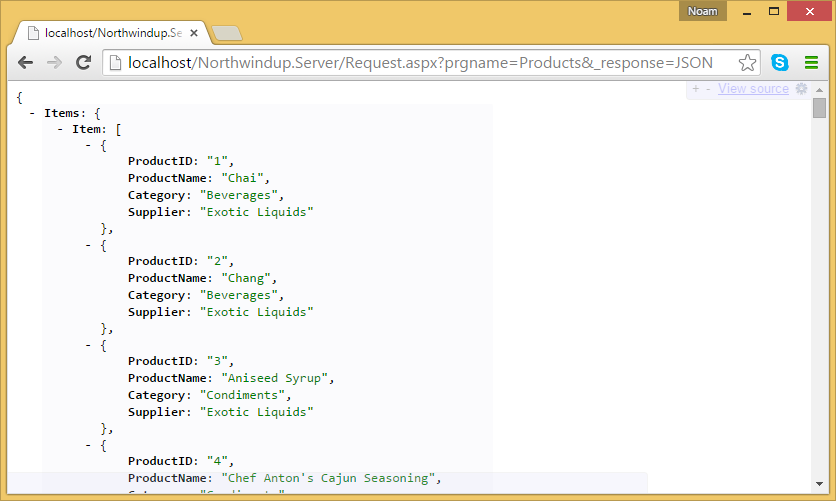 Noam
localhost/Northwindup.Se
localhost/Northwindup.Server/Request.aspx?prgname=Products&_response=JSON
+ - View source
{
- Items: {
- Item: [
- {
ProductID: "1",
ProductName: "Chai",
Category: "Beverages",
Supplier: "Exotic Liquids"
},
- {
ProductID: "2",
ProductName: "Chang",
Category: "Beverages",
Supplier: "Exotic Liquids"
},
- {
ProductID: "3",
ProductName: "Aniseed Syrup",
Category: "Condiments",
Supplier: "Exotic Liquids"
},
- {
ProductID: "4",
ProductName: "Chef Anton's Cajun Seasoning",